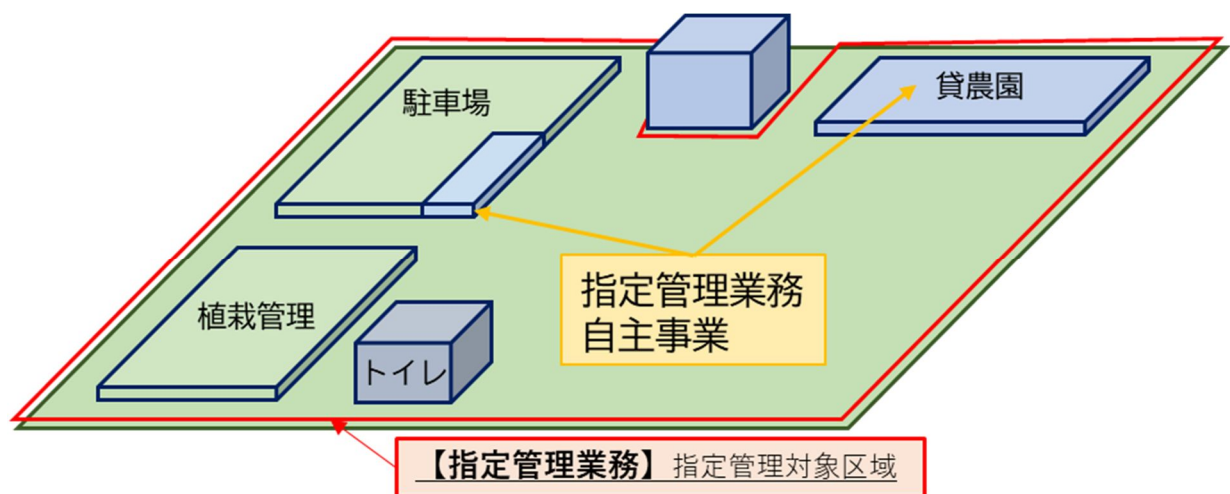 駐車場
貸農園
指定管理業務
自主事業
植栽管理
トイレ
【指定管理業務】指定管理対象区域